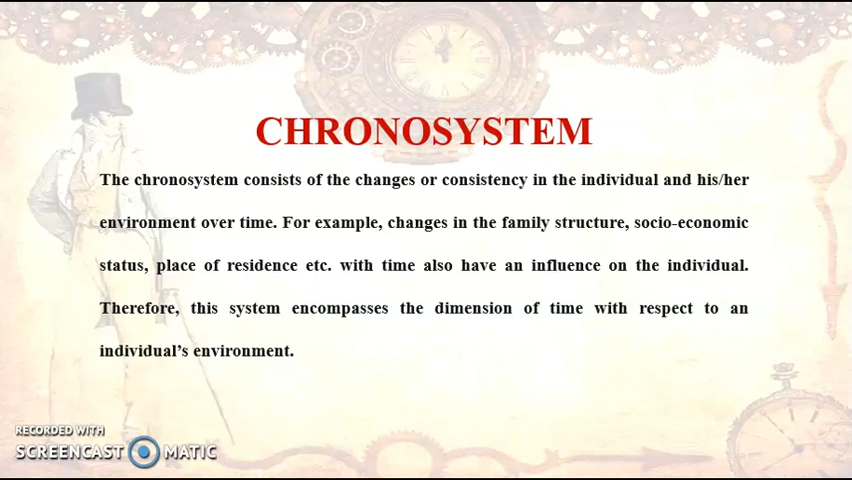 CHRONOSYSTEM
The chronosystem consists of the changes or consistency in the individual and his/her
environment over time. For example, changes in the family structure, socio-economic
status, place of residence etc. with time also have an influence on the individual.
Therefore, this system encompasses the dimension of time with respect to an
individual’s environment.
RECORDED WITH
SCREENCAST MATIC